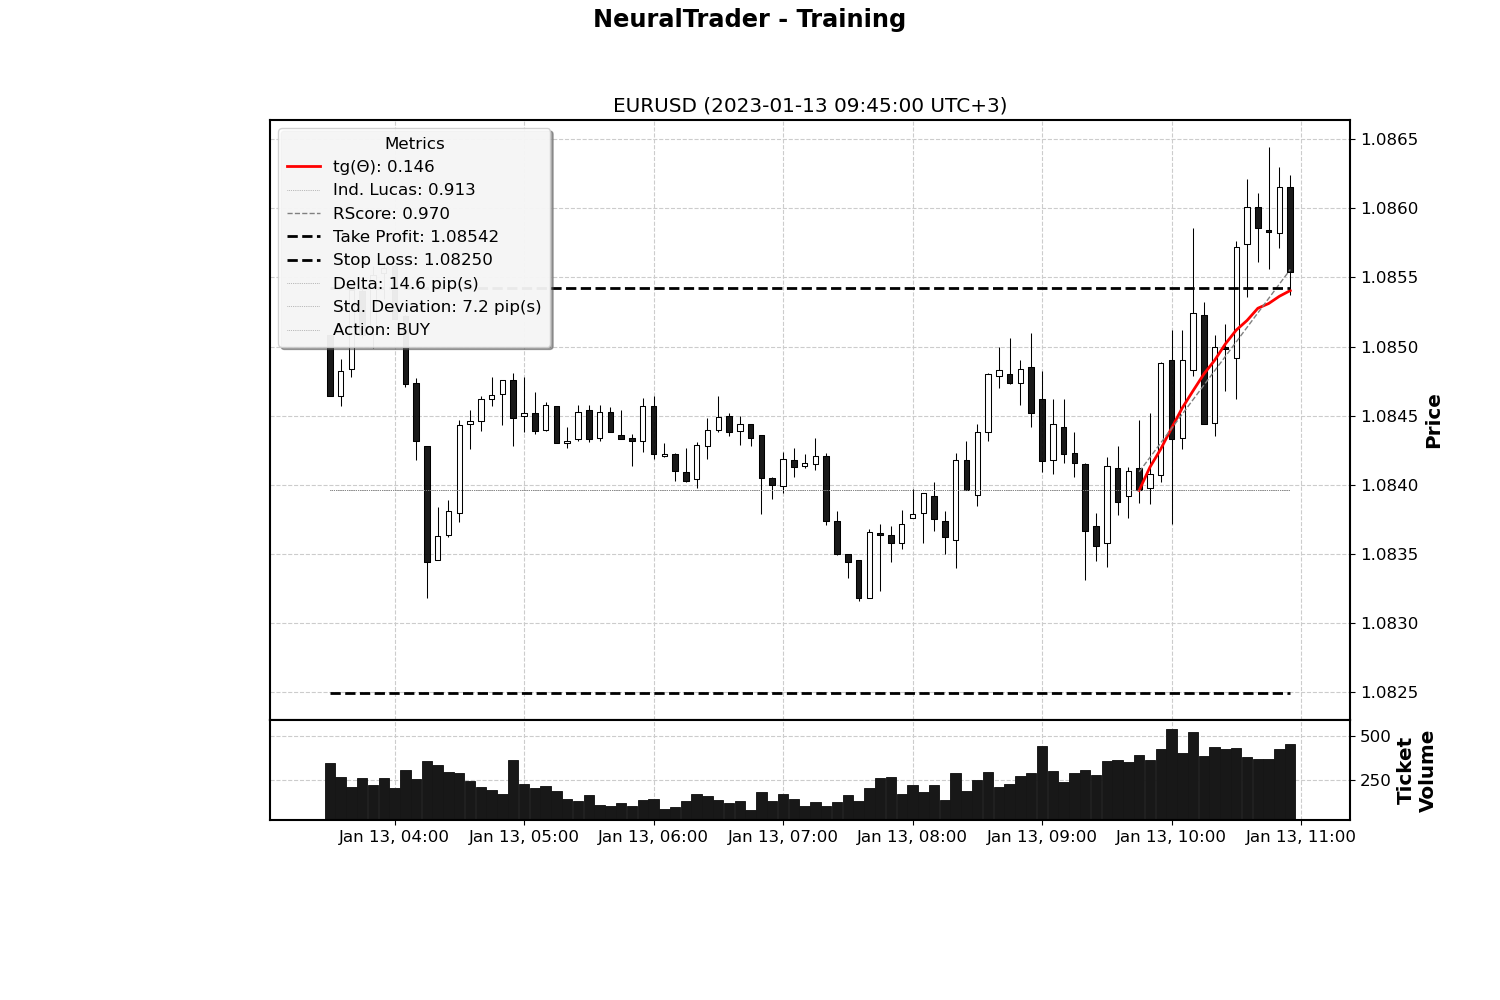 NeuralTrader - Training
EURUSD (2023-01-13 09:45:00 UTC+3)
Metrics
tg(Θ): 0.146
Ind. Lucas: 0.913
RScore: 0.970
Take Profit: 1.08542
Stop Loss: 1.08250
Delta: 14.6 pip(s)
Std. Deviation: 7.2 pip(s)
Action: BUY
1.0865
1.0860
1.0855
1.0850
1.0845
1.0840
1.0835
1.0830
1.0825
Price
500
250
Ticket
Volume
Jan 13, 04:00 Jan 13, 05:00 Jan 13, 06:00 Jan 13, 07:00 Jan 13, 08:00 Jan 13, 09:00 Jan 13, 10:00 Jan 13, 11:00